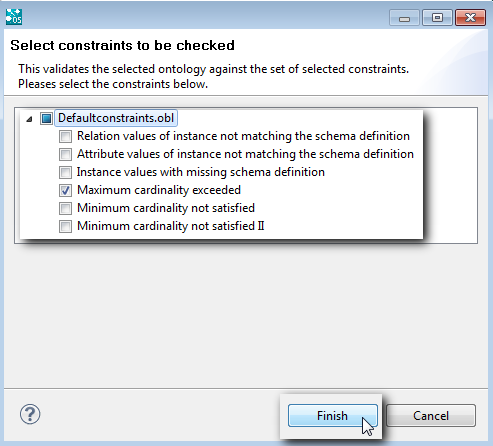 OS
Select constraints to be checked
This validates the selected ontology against the set of selected constraints.
Pleases select the constraints below.
Defaultconstraints.obl
Relation values of instance not matching the schema definition
Attribute values of instance not matching the schema definition
Instance values with missing schema definition
Maximum cardinality exceeded
Minimum cardinality not satisfied
Minimum cardinality not satisfied II
?
Finish Cancel